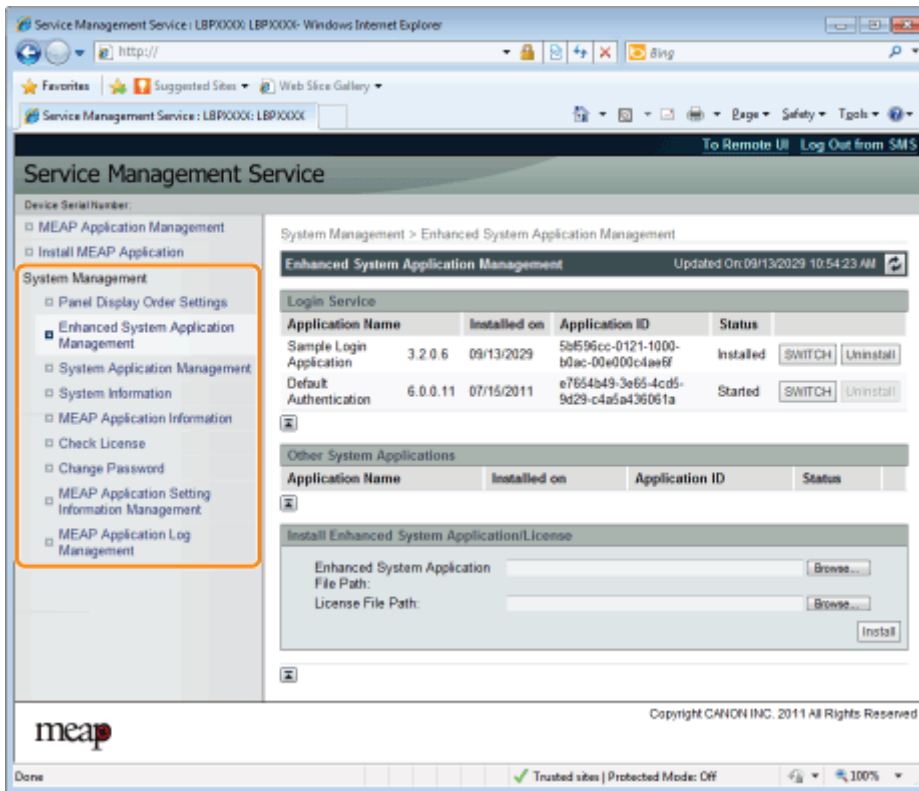 Service Management Service : LBPXXXX: LBPXXXX- Windows Internet Explorer
http://
Bing
Favorites
Suggested Sites
Web Slice Gallery
Service Management Service : LBPXXXX: LBPXXXX
Page
Safety
Tools
To Remote UI
Log Out from SMS
Service Management Service
Device Serial Number:
MEAP Application Management
Install MEAP Application
System Management
Panel Display Order Settings
Enhanced System Application
Management
System Application Management
System Information
MEAP Application Information
Check License
Change Password
MEAP Application Setting
Information Management
MEAP Application Log
Management
System Management > Enhanced System Application Management
Enhanced System Application Management
Updated On:09/13/2029 10:54:23 AM
Login Service
Application Name Installed on Application ID Status
Sample Login
Application 3.2.0.6 09/13/2029 5bf596cc-0121-1000-
b0ac-00e000c4ae6f Installed SWITCH Uninstall
Default
Authentication 6.0.0.11 07/15/2011 e7654b49-3e65-4cd5-
9d29-c4a5a436061a Started SWITCH Uninstall
Other System Applications
Application Name Installed on Application ID Status
Install Enhanced System Application/License
Enhanced System Application
File Path:
Browse...
License File Path:
Browse...
Install
meap
Copyright CANON INC. 2011 All Rights Reserved
Done
Trusted sites | Protected Mode: Off
100%